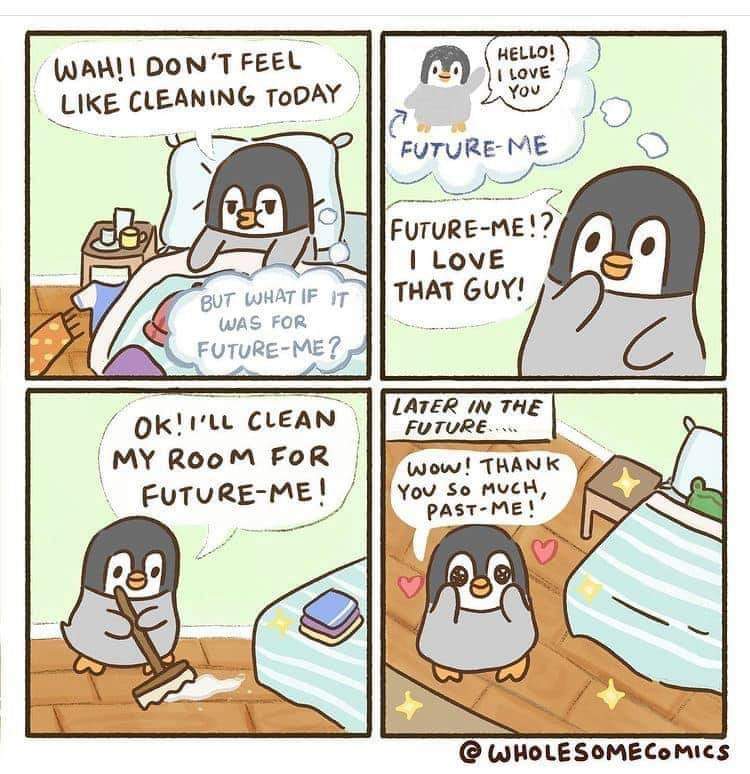 WAH! I DON'T FEEL
LIKE CLEANING TODAY
BUT WHAT IF IT
WAS FOR
FUTURE-ME?
HELLO!
I LOVE
YOU
FUTURE-ME
FUTURE-ME!?
I LOVE
THAT GUY!
OK! I'LL CLEAN
MY ROOM FOR
FUTURE-ME!
LATER IN THE
FUTURE.....
WOW! THANK
YOU SO MUCH,
PAST-ME!
@WHOLESOMECOMICS